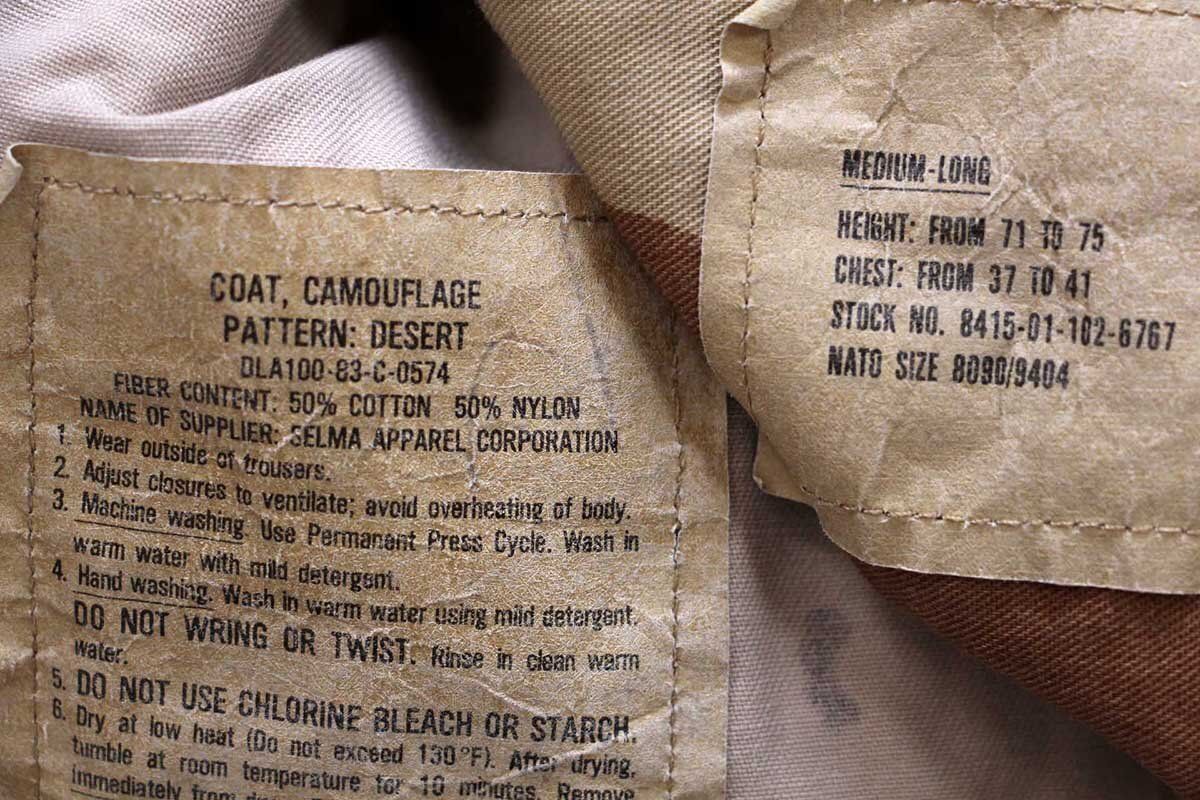 COAT, CAMOUFLAGE
PATTERN: DESERT
DLA100-83-C-0574
FIBER CONTENT: 50% COTTON 50% NYLON
NAME OF SUPPLIER: SELMA APPAREL CORPORATION
1. Wear outside of trousers.
2. Adjust closures to ventilate; avoid overheating of body.
3. Machine washing Use Permanent Press Cycle. Wash in
warm water with mild detergent.
4. Hand washing. Wash in warm water using mild detergent.
DO NOT WRING OR TWIST. Rinse in clean warm
water.
5. DO NOT USE CHLORINE BLEACH OR STARCH.
6. Dry at low heat (Do not exceed 130°F). After drying,
tumble at room temperature for 10 minutes. Remove
immediately from
MEDIUM-LONG
HEIGHT: FROM 71 TO 75
CHEST: FROM 37 TO 41
STOCK NO. 8415-01-102-6767
NATO SIZE 8090/9404